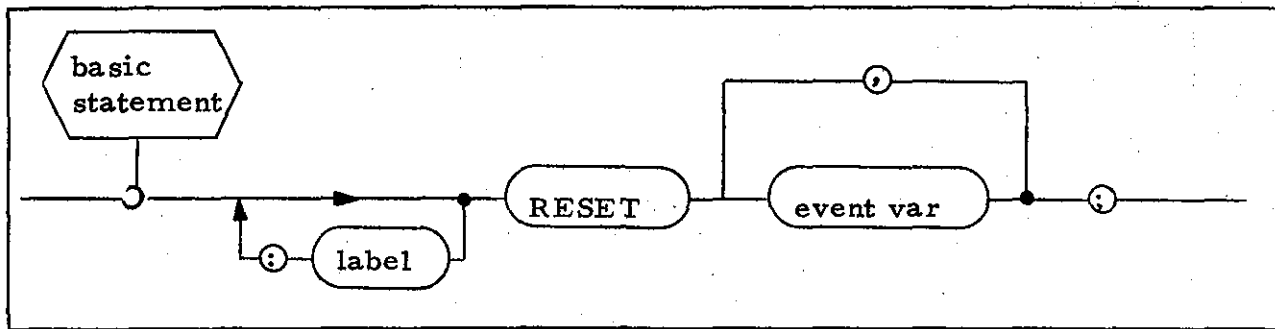 basic
statement
,
RESET
event var
;
:
label